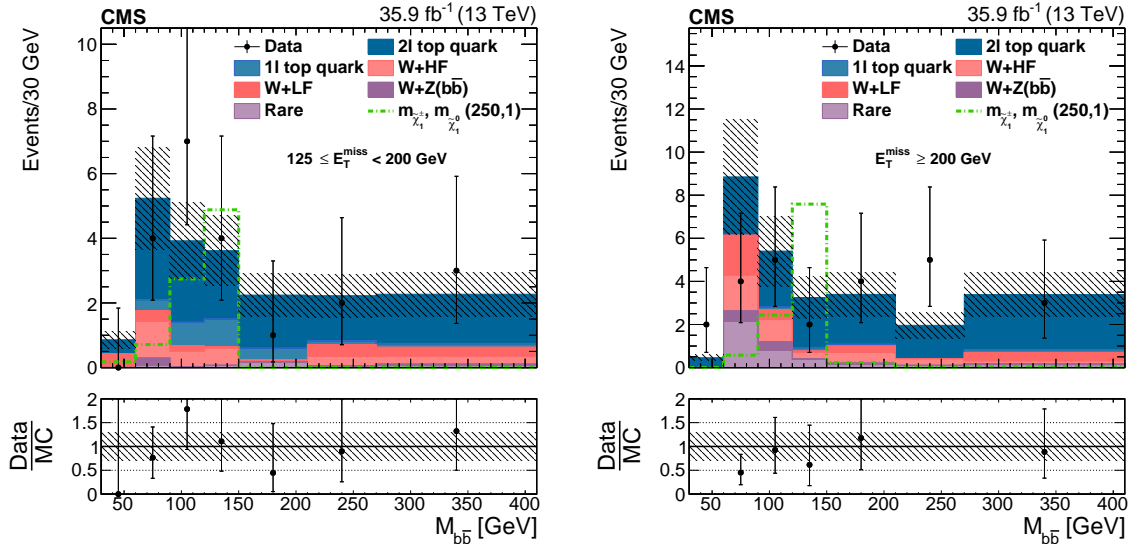 CMS 35.9 fb⁻¹ (13 TeV)
Events/30 GeV
10
8
6
4
2
0
Data 2l top quark
1l top quark W+HF
W+LF W+Z(bb̅)
Rare m_χ̃₁±, m_χ̃₁⁰ (250,1)
125 ≤ E_T^miss < 200 GeV
Data/MC
2
1.5
1
0.5
0
50 100 150 200 250 300 350 400
M_bb̅ [GeV]
CMS 35.9 fb⁻¹ (13 TeV)
Events/30 GeV
14
12
10
8
6
4
2
0
Data 2l top quark
1l top quark W+HF
W+LF W+Z(bb̅)
Rare m_χ̃₁±, m_χ̃₁⁰ (250,1)
E_T^miss ≥ 200 GeV
Data/MC
2
1.5
1
0.5
0
50 100 150 200 250 300 350 400
M_bb̅ [GeV]